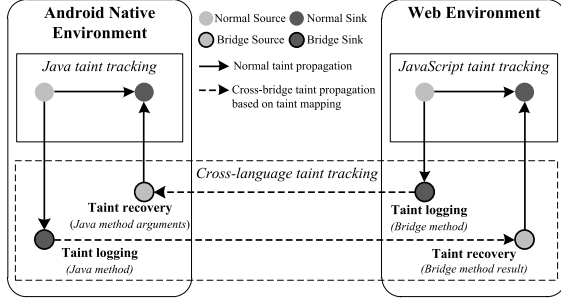 Android Native
Environment
Normal Source
Normal Sink
Bridge Source
Bridge Sink
Normal taint propagation
Cross-bridge taint propagation
based on taint mapping
Web Environment
Java taint tracking
JavaScript taint tracking
Cross-language taint tracking
Taint recovery
(Java method arguments)
Taint logging
(Bridge method)
Taint logging
(Java method)
Taint recovery
(Bridge method result)